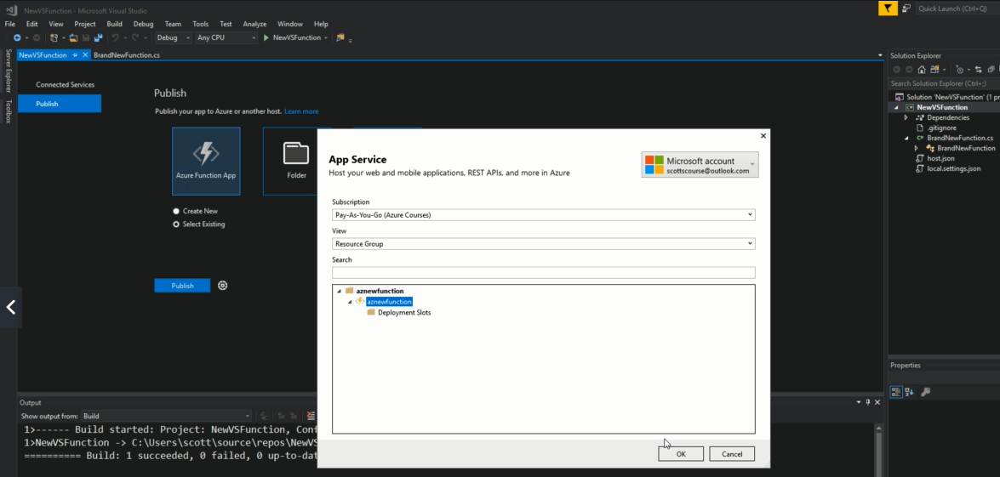 NewVSFunction - Microsoft Visual Studio
Quick Launch (Ctrl+Q)
File Edit View Project Build Debug Team Tools Test Analyze Window Help
Debug Any CPU NewVSFunction
Server Explorer
Toolbox
NewVSFunction BrandNewFunction.cs
Connected Services
Publish
Publish
Publish your app to Azure or another host. Learn more
Azure Function App
Folder
Create New
Select Existing
Publish
App Service
Host your web and mobile applications, REST APIs, and more in Azure
Microsoft account
scottscourse@outlook.com
Subscription
Pay-As-You-Go (Azure Courses)
View
Resource Group
Search
aznewfunction
aznewfunction
Deployment Slots
OK Cancel
Solution Explorer
Search Solution Explorer (Ctrl+;)
Solution 'NewVSFunction' (1 pr
NewVSFunction
Dependencies
.gitignore
BrandNewFunction.cs
BrandNewFunction
host.json
local.settings.json
Properties
Output
Show output from: Build
1>------ Build started: Project: NewVSFunction, Conf
1>NewVSFunction -> C:\Users\scott\source\repos\NewVS
========== Build: 1 succeeded, 0 failed, 0 up-to-dat